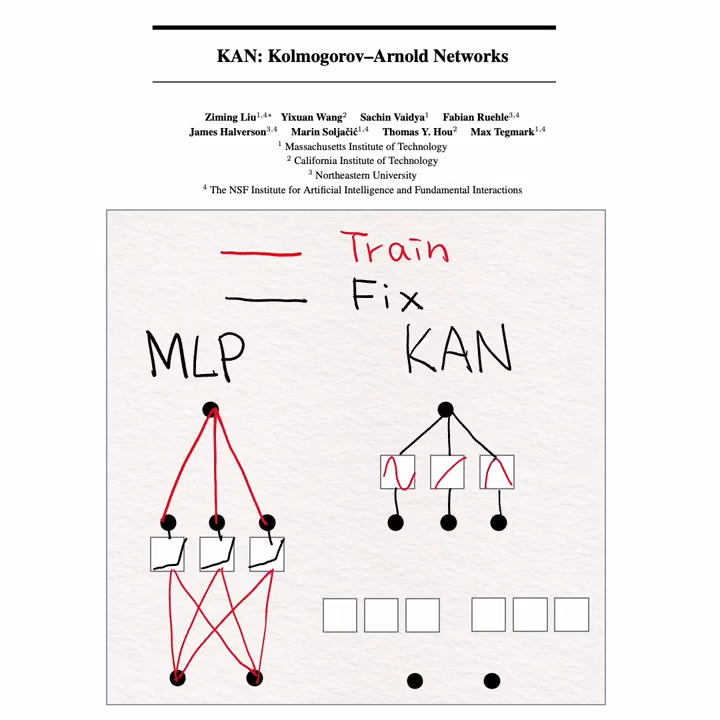 KAN: Kolmogorov–Arnold Networks
Ziming Liu¹,⁴* Yixuan Wang² Sachin Vaidya¹ Fabian Ruehle³,⁴
James Halverson³,⁴ Marin Soljačić¹,⁴ Thomas Y. Hou² Max Tegmark¹,⁴
¹ Massachusetts Institute of Technology
² California Institute of Technology
³ Northeastern University
⁴ The NSF Institute for Artificial Intelligence and Fundamental Interactions
Train
Fix
MLP
KAN